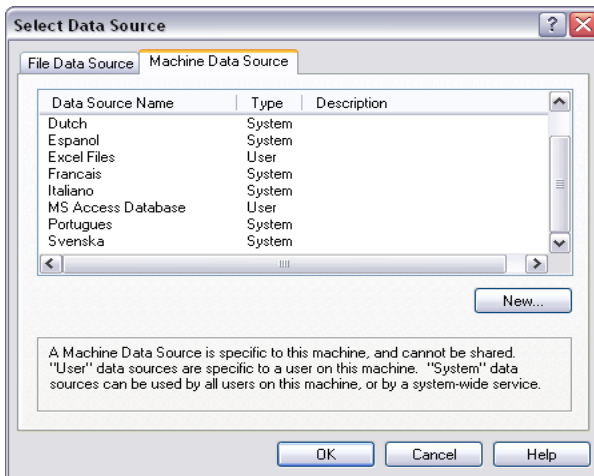 Select Data Source
File Data Source Machine Data Source
Data Source Name Type Description
Dutch System
Espanol System
Excel Files User
Francais System
Italiano System
MS Access Database User
Portugues System
Svenska System
New...
A Machine Data Source is specific to this machine, and cannot be shared.
"User" data sources are specific to a user on this machine. "System" data
sources can be used by all users on this machine, or by a system-wide service.
OK Cancel Help